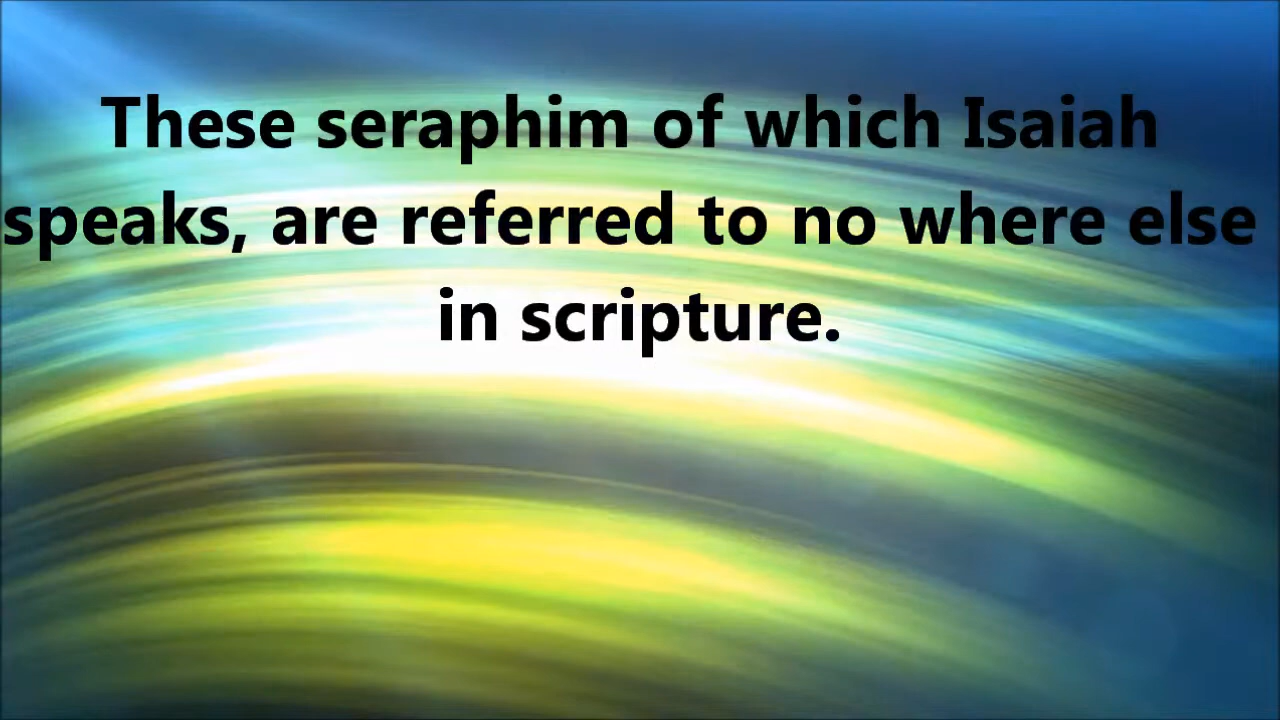 These seraphim of which Isaiah
speaks, are referred to no where else
in scripture.